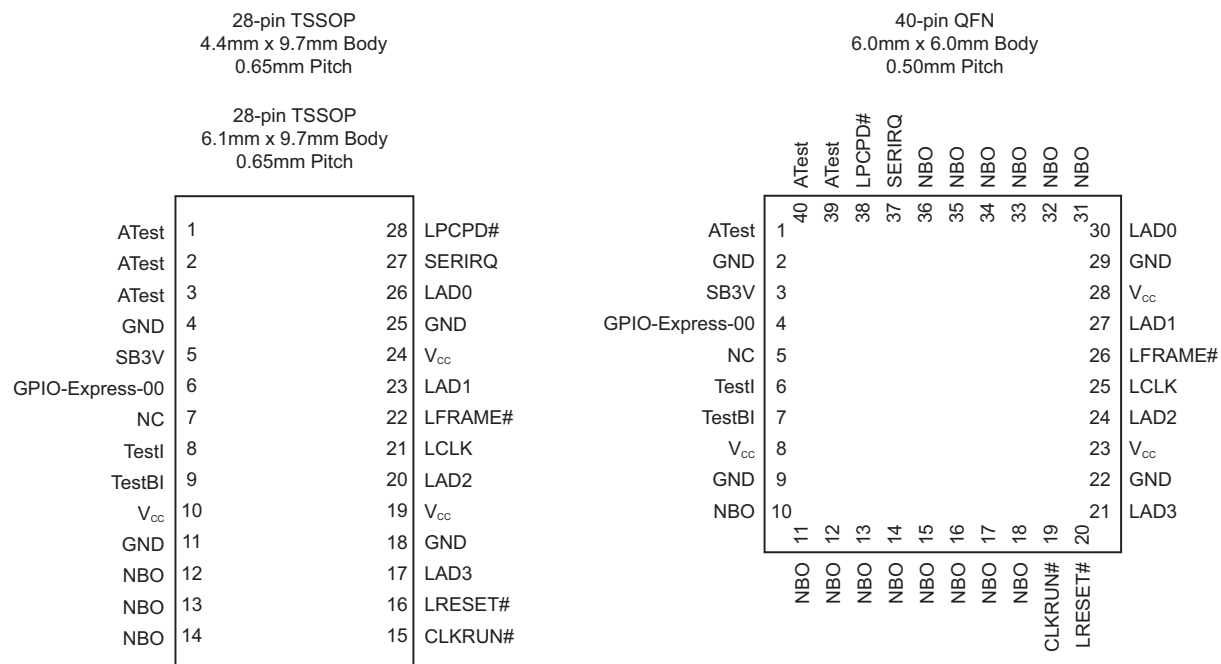 28-pin TSSOP
4.4mm x 9.7mm Body
0.65mm Pitch
28-pin TSSOP
6.1mm x 9.7mm Body
0.65mm Pitch
ATest 1 28 LPCPD#
ATest 2 27 SERIRQ
ATest 3 26 LAD0
GND 4 25 GND
SB3V 5 24 Vcc
GPIO-Express-00 6 23 LAD1
NC 7 22 LFRAME#
TestI 8 21 LCLK
TestBI 9 20 LAD2
Vcc 10 19 Vcc
GND 11 18 GND
NBO 12 17 LAD3
NBO 13 16 LRESET#
NBO 14 15 CLKRUN#
40-pin QFN
6.0mm x 6.0mm Body
0.50mm Pitch
ATest ATest LPCPD# SERIRQ NBO NBO NBO NBO NBO NBO
40 39 38 37 36 35 34 33 32 31
ATest 1 30 LAD0
GND 2 29 GND
SB3V 3 28 Vcc
GPIO-Express-00 4 27 LAD1
NC 5 26 LFRAME#
TestI 6 25 LCLK
TestBI 7 24 LAD2
Vcc 8 23 Vcc
GND 9 22 GND
NBO 10 21 LAD3
11 12 13 14 15 16 17 18 19 20
NBO NBO NBO NBO NBO NBO NBO NBO CLKRUN# LRESET#